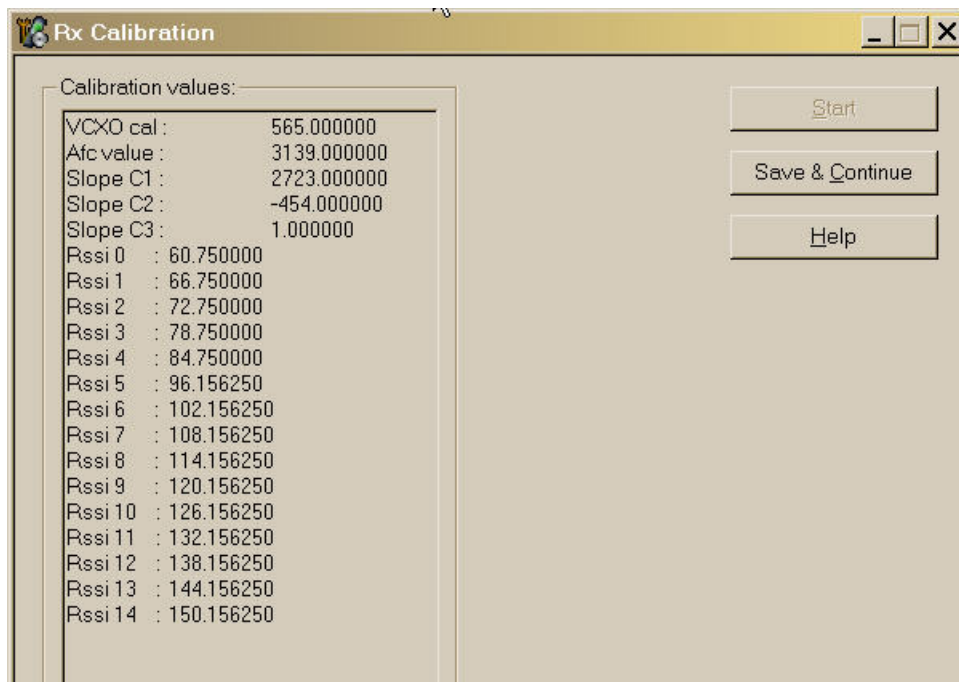 Rx Calibration
Calibration values:
VCXO cal : 565.000000
Afc value : 3139.000000
Slope C1 : 2723.000000
Slope C2 : -454.000000
Slope C3 : 1.000000
Rssi 0 : 60.750000
Rssi 1 : 66.750000
Rssi 2 : 72.750000
Rssi 3 : 78.750000
Rssi 4 : 84.750000
Rssi 5 : 96.156250
Rssi 6 : 102.156250
Rssi 7 : 108.156250
Rssi 8 : 114.156250
Rssi 9 : 120.156250
Rssi 10 : 126.156250
Rssi 11 : 132.156250
Rssi 12 : 138.156250
Rssi 13 : 144.156250
Rssi 14 : 150.156250
Start
Save & Continue
Help